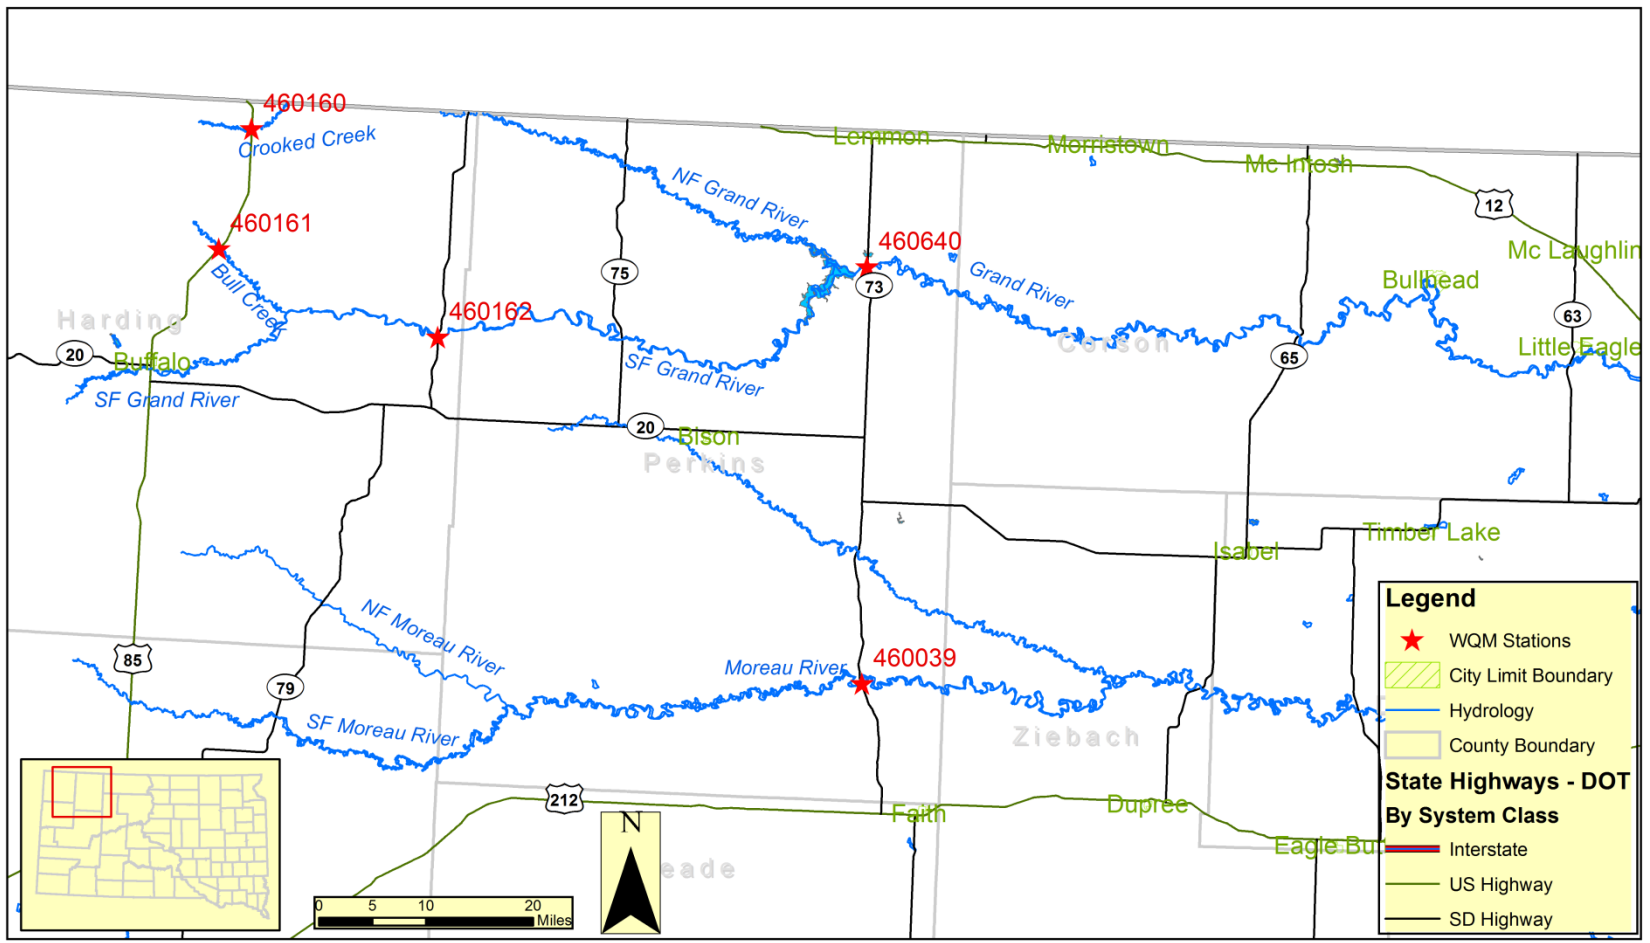 460160
Crooked Creek
Lemmon
Morristown
Mc Intosh
NF Grand River
12
460161
460640
Mc Laughlin
Bull Creek
75
73
Grand River
Bullhead
Harding
460162
63
20
Buffalo
Corson
65
Little Eagle
SF Grand River
SF Grand River
20
Bison
Perkins
Timber Lake
Isabel
NF Moreau River
85
79
Moreau River
460039
SF Moreau River
Ziebach
212
Faith
Dupree
Eagle Bu
eade
N
0 5 10 20
Miles
Legend
WQM Stations
City Limit Boundary
Hydrology
County Boundary
State Highways - DOT
By System Class
Interstate
US Highway
SD Highway